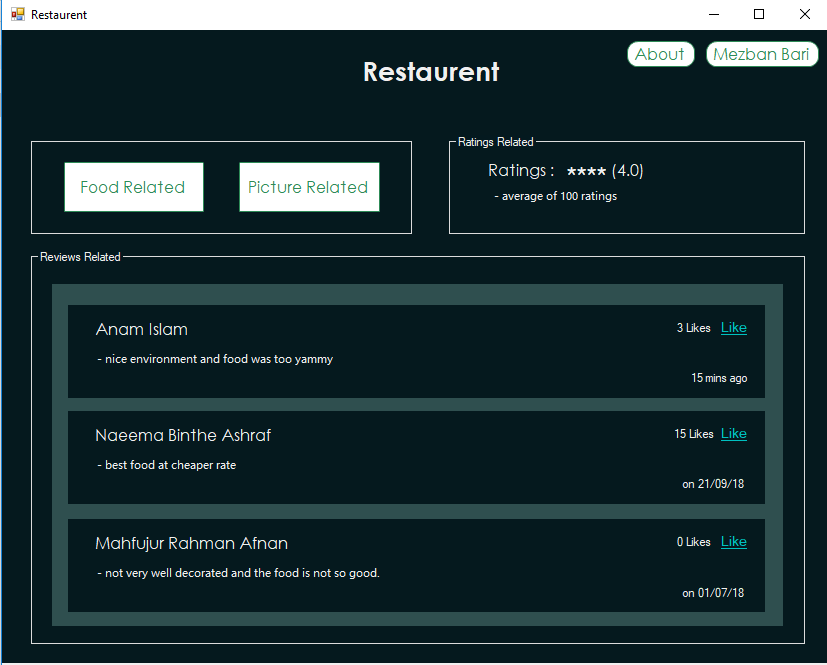 Restaurent
About
Mezban Bari
Restaurent
Food Related
Picture Related
Ratings Related
Ratings : **** (4.0)
- average of 100 ratings
Reviews Related
Anam Islam
3 Likes Like
- nice environment and food was too yammy
15 mins ago
Naeema Binthe Ashraf
15 Likes Like
- best food at cheaper rate
on 21/09/18
Mahfujur Rahman Afnan
0 Likes Like
- not very well decorated and the food is not so good.
on 01/07/18